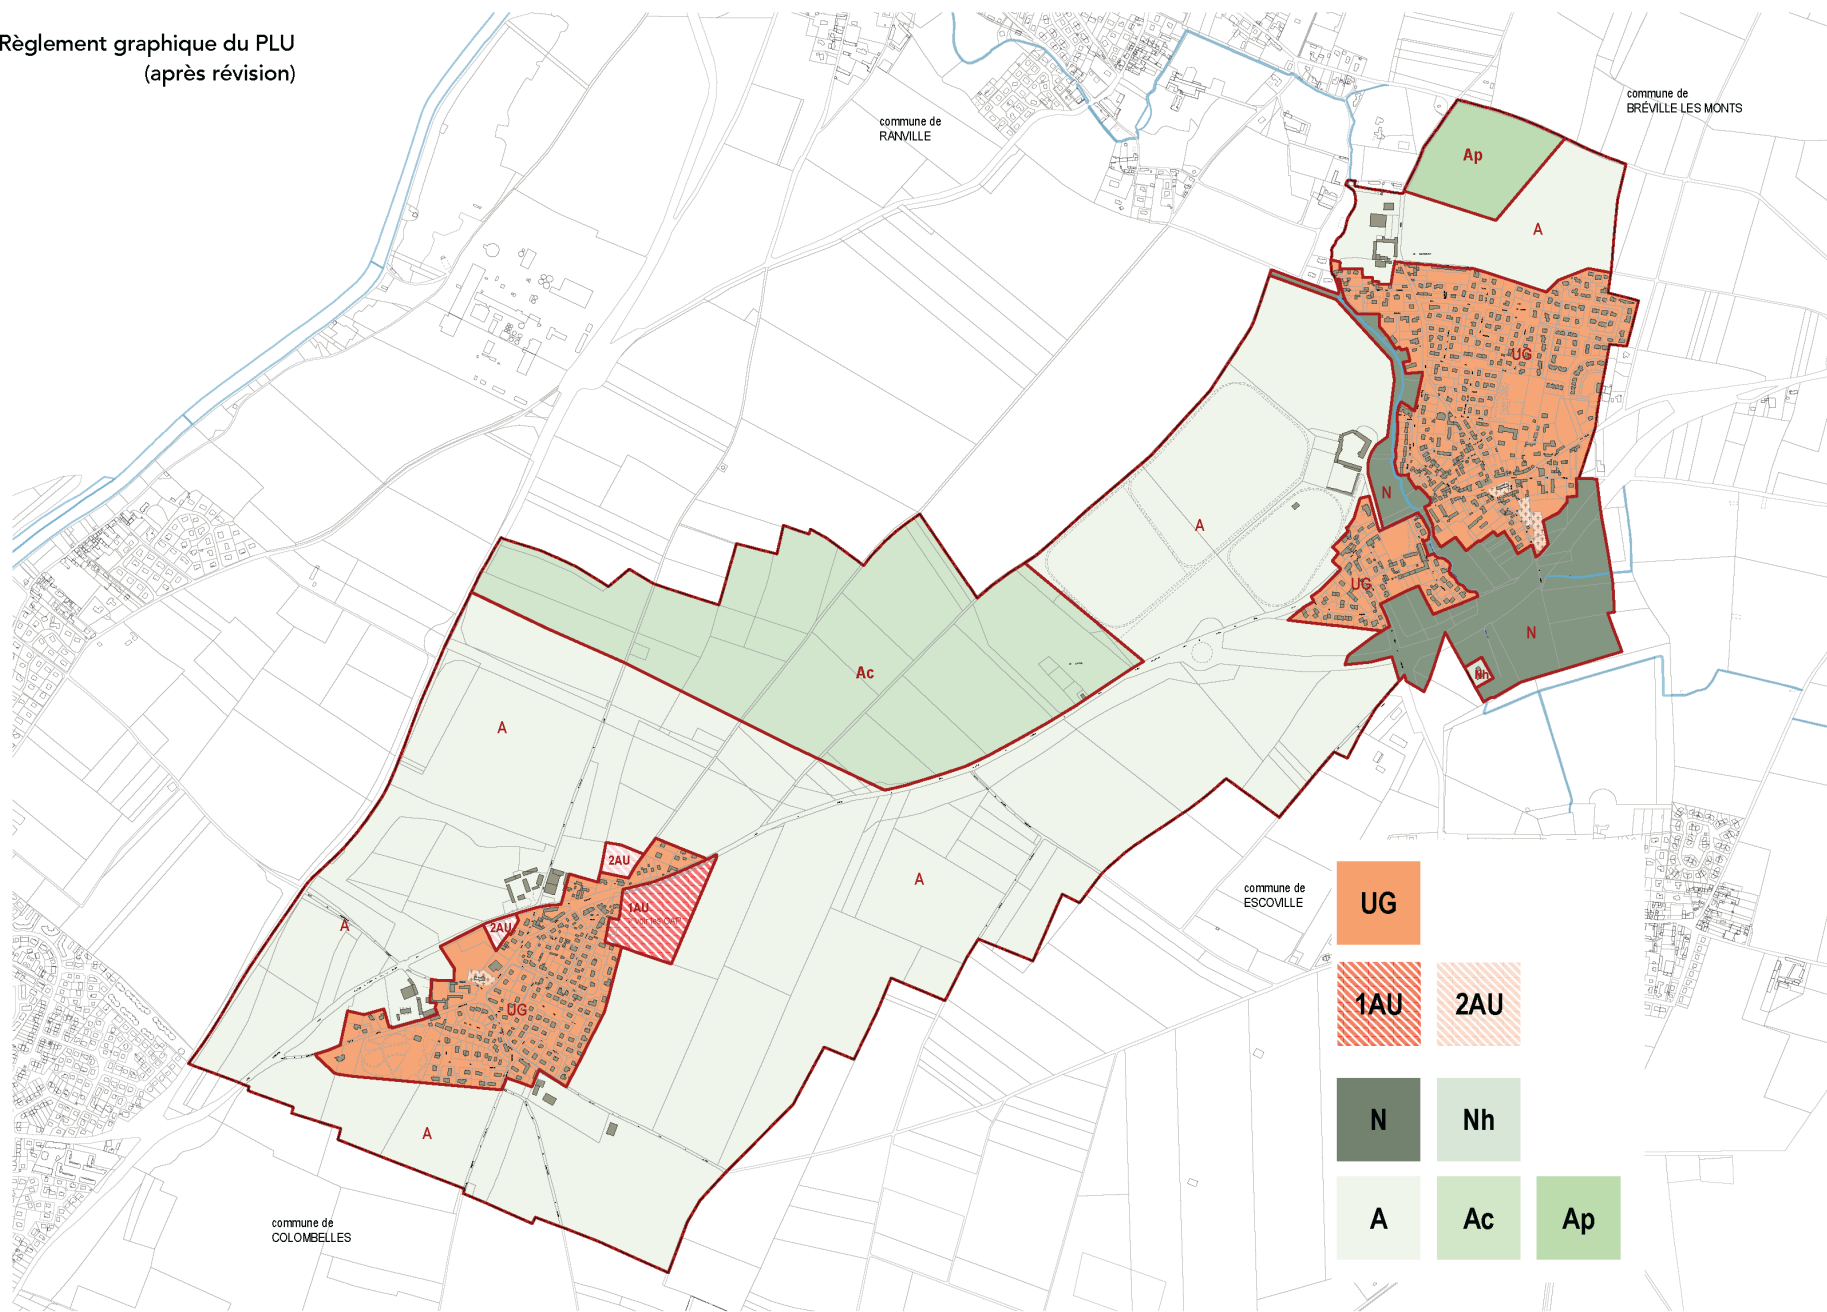 Règlement graphique du PLU
(après révision)
commune de
BRÉVILLE LES MONTS
commune de
RANVILLE
Ap
A
UG
N
A
UG
N
Nh
Ac
A
2AU
A
1AU
A
2AU
UG
A
commune de
ESCOVILLE
commune de
COLOMBELLES
UG
1AU
2AU
N
Nh
A
Ac
Ap